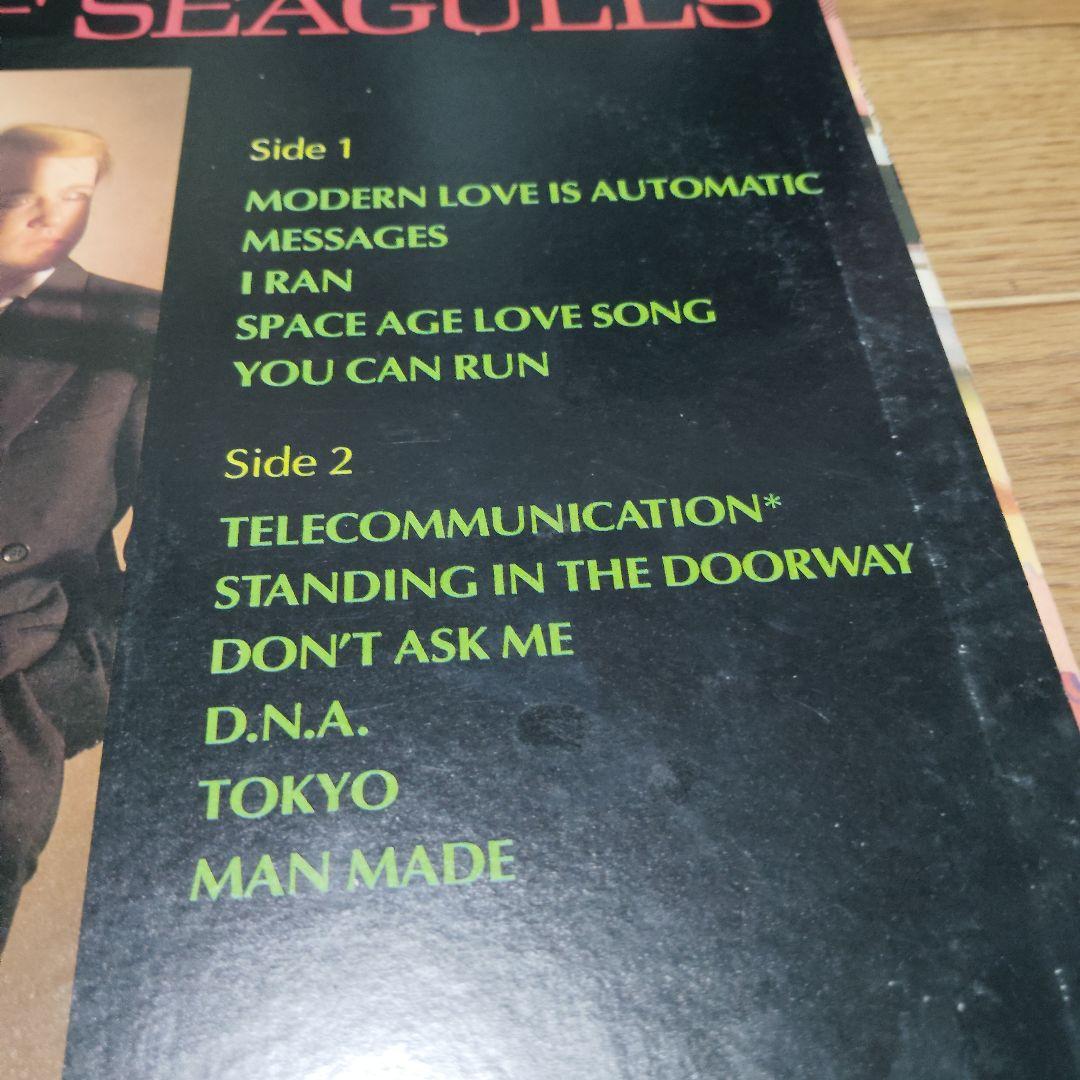 SEAGULLS
Side 1
MODERN LOVE IS AUTOMATIC
MESSAGES
I RAN
SPACE AGE LOVE SONG
YOU CAN RUN
Side 2
TELECOMMUNICATION*
STANDING IN THE DOORWAY
DON'T ASK ME
D.N.A.
TOKYO
MAN MADE